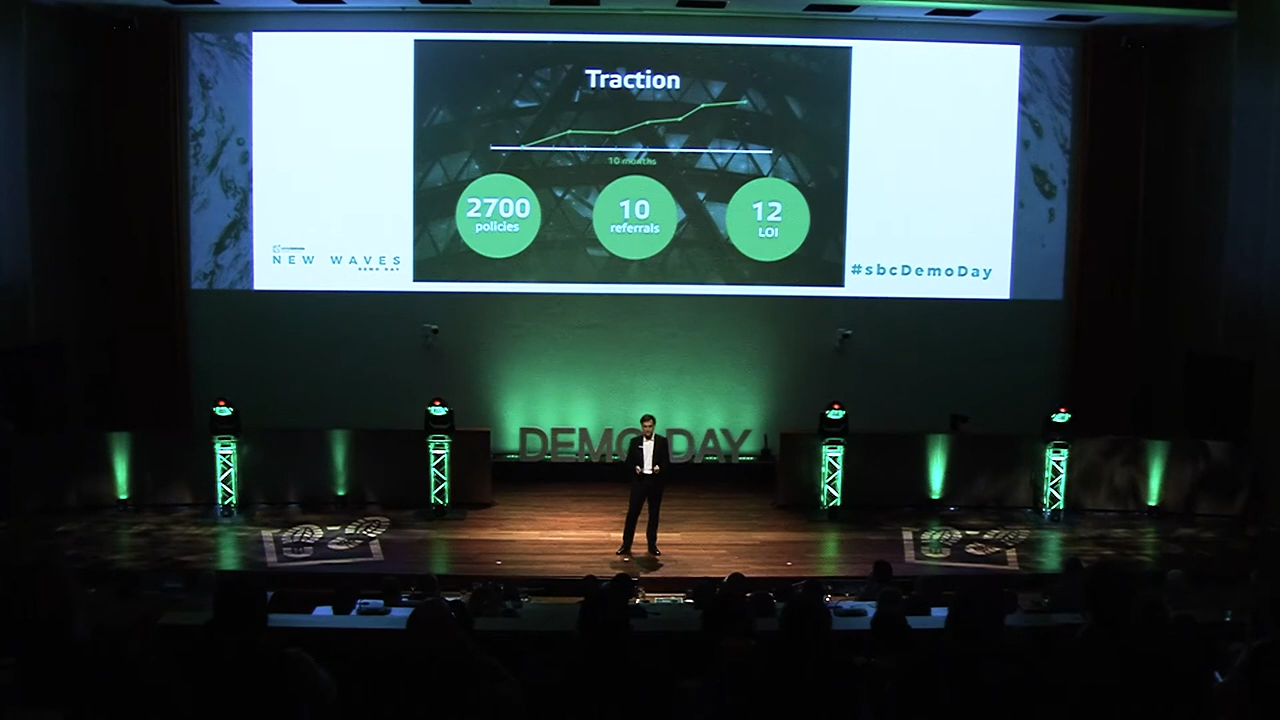 Traction
10 months
2700
policies
10
referrals
12
LOI
NEW WAVES
DEMO DAY
#sbcDemoDay
DEMO DAY